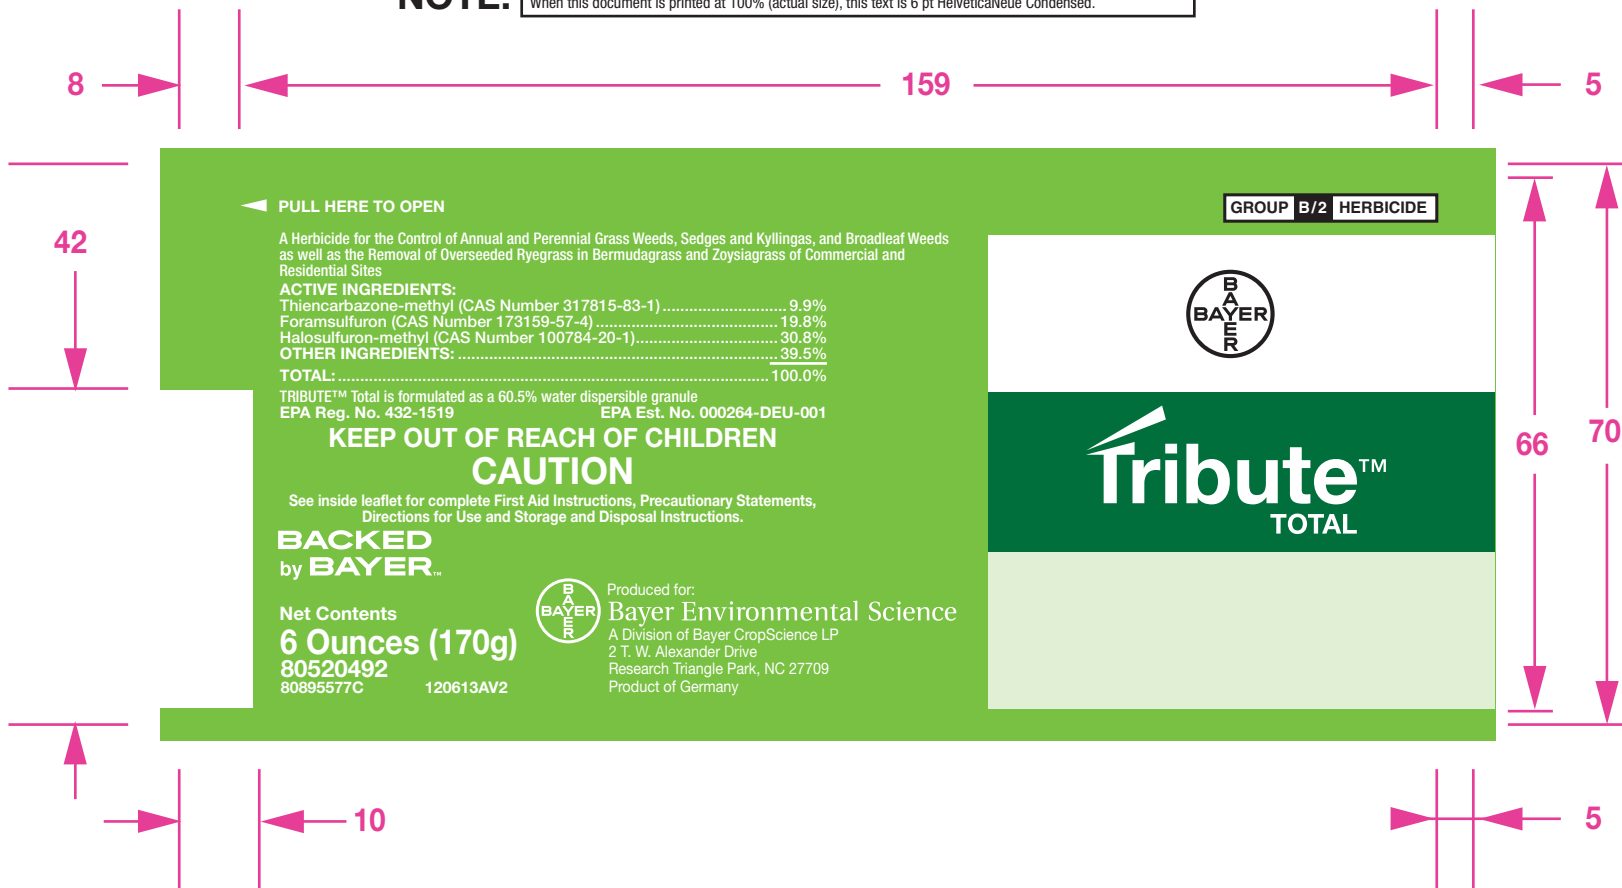 NOTE:
When this document is printed at 100% (actual size), this text is 6 pt HelveticaNeue Condensed.
8
159
5
PULL HERE TO OPEN
GROUP B/2 HERBICIDE
42
A Herbicide for the Control of Annual and Perennial Grass Weeds, Sedges and Kyllingas, and Broadleaf Weeds
as well as the Removal of Overseeded Ryegrass in Bermudagrass and Zoysiagrass of Commercial and
Residential Sites
ACTIVE INGREDIENTS:
Thiencarbazone-methyl (CAS Number 317815-83-1)............................ 9.9%
Foramsulfuron (CAS Number 173159-57-4)......................................... 19.8%
Halosulfuron-methyl (CAS Number 100784-20-1)................................ 30.8%
OTHER INGREDIENTS: ........................................................................ 39.5%
TOTAL: ................................................................................................. 100.0%
TRIBUTE™ Total is formulated as a 60.5% water dispersible granule
EPA Reg. No. 432-1519 EPA Est. No. 000264-DEU-001
KEEP OUT OF REACH OF CHILDREN
CAUTION
See inside leaflet for complete First Aid Instructions, Precautionary Statements,
Directions for Use and Storage and Disposal Instructions.
BACKED
by BAYER™
Net Contents
6 Ounces (170g)
80520492
80895577C 120613AV2
BAYER
BAYER
Produced for:
Bayer Environmental Science
A Division of Bayer CropScience LP
2 T. W. Alexander Drive
Research Triangle Park, NC 27709
Product of Germany
BAYER
BAYER
Tribute™
TOTAL
66
70
10
5